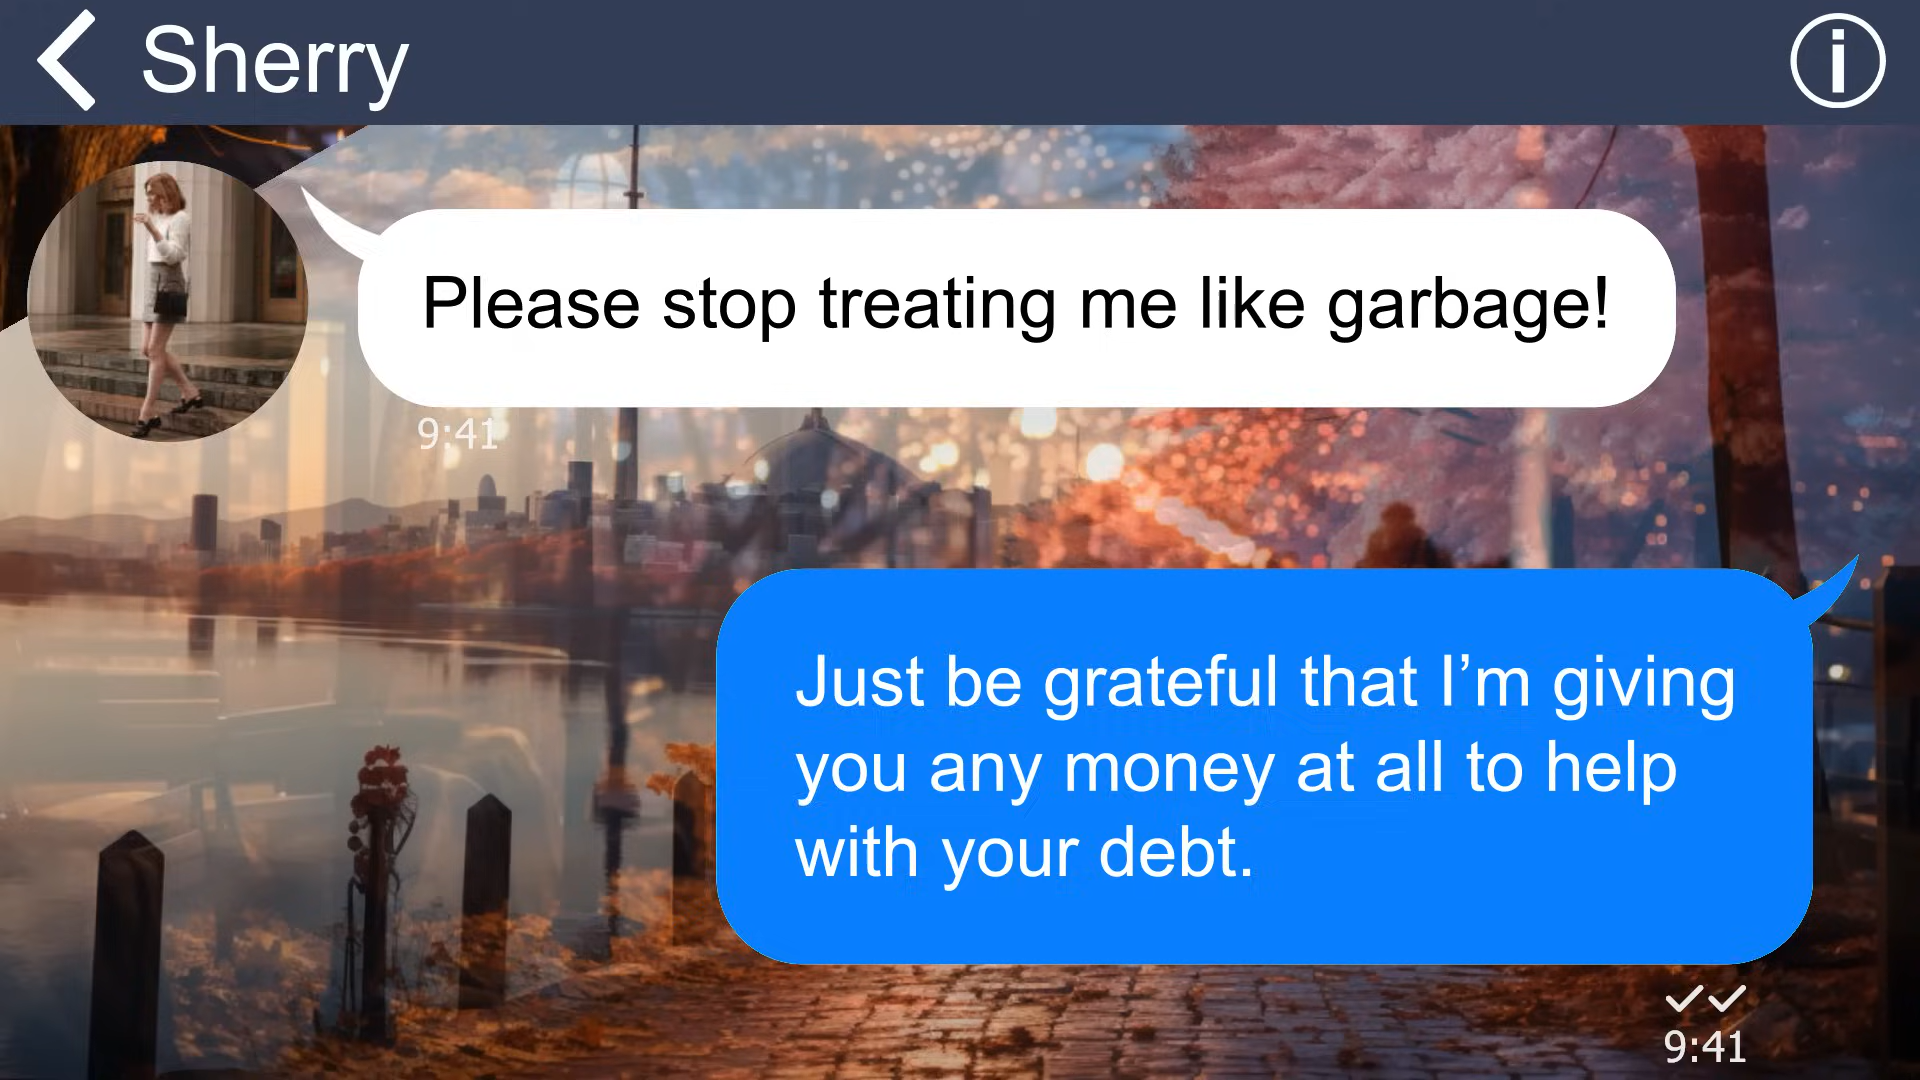 Sherry
Please stop treating me like garbage!
9:41
Just be grateful that I’m giving
you any money at all to help
with your debt.
9:41